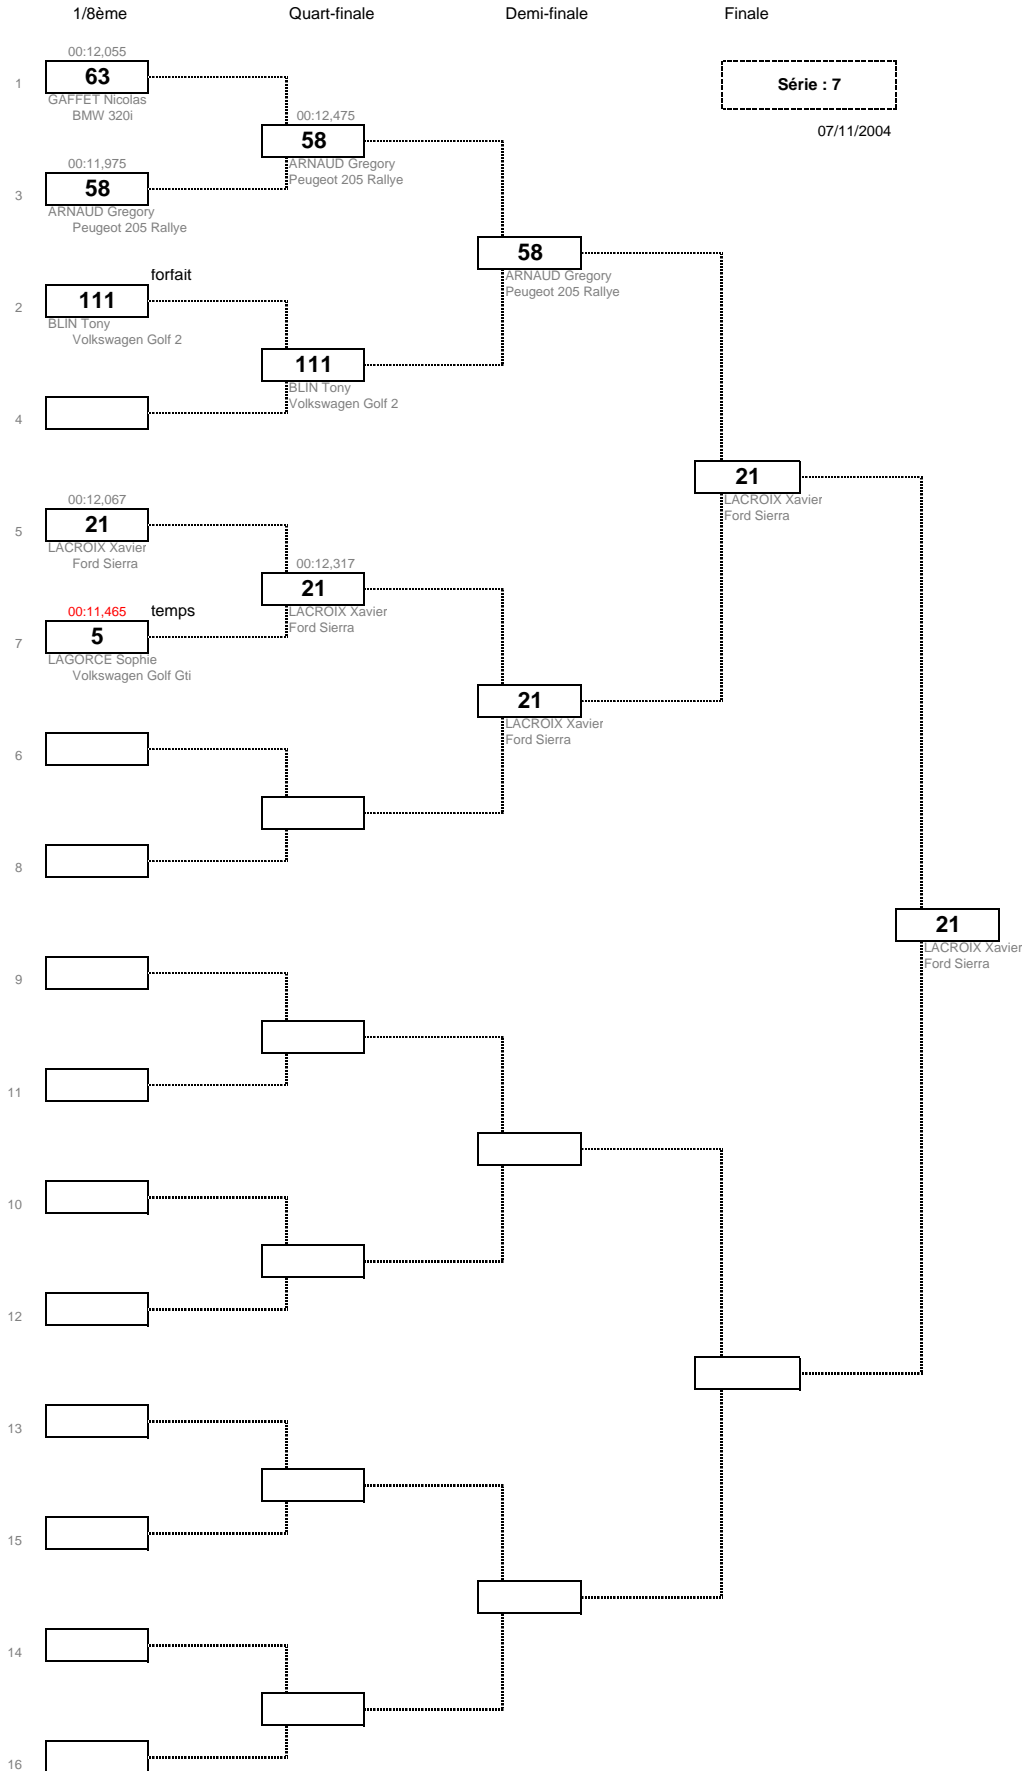 1/8ème
Quart-finale
Demi-finale
Finale
00:12,055
1
63
GAFFET Nicolas
BMW 320i
Série : 7
07/11/2004
00:12,475
58
ARNAUD Gregory
Peugeot 205 Rallye
00:11,975
3
58
ARNAUD Gregory
Peugeot 205 Rallye
58
ARNAUD Gregory
Peugeot 205 Rallye
forfait
2
111
BLIN Tony
Volkswagen Golf 2
111
BLIN Tony
Volkswagen Golf 2
4
21
LACROIX Xavier
Ford Sierra
00:12,067
5
21
LACROIX Xavier
Ford Sierra
00:12,317
21
LACROIX Xavier
Ford Sierra
00:11,465
temps
7
5
LAGORCE Sophie
Volkswagen Golf Gti
21
LACROIX Xavier
Ford Sierra
6
8
21
LACROIX Xavier
Ford Sierra
9
11
10
12
13
15
14
16